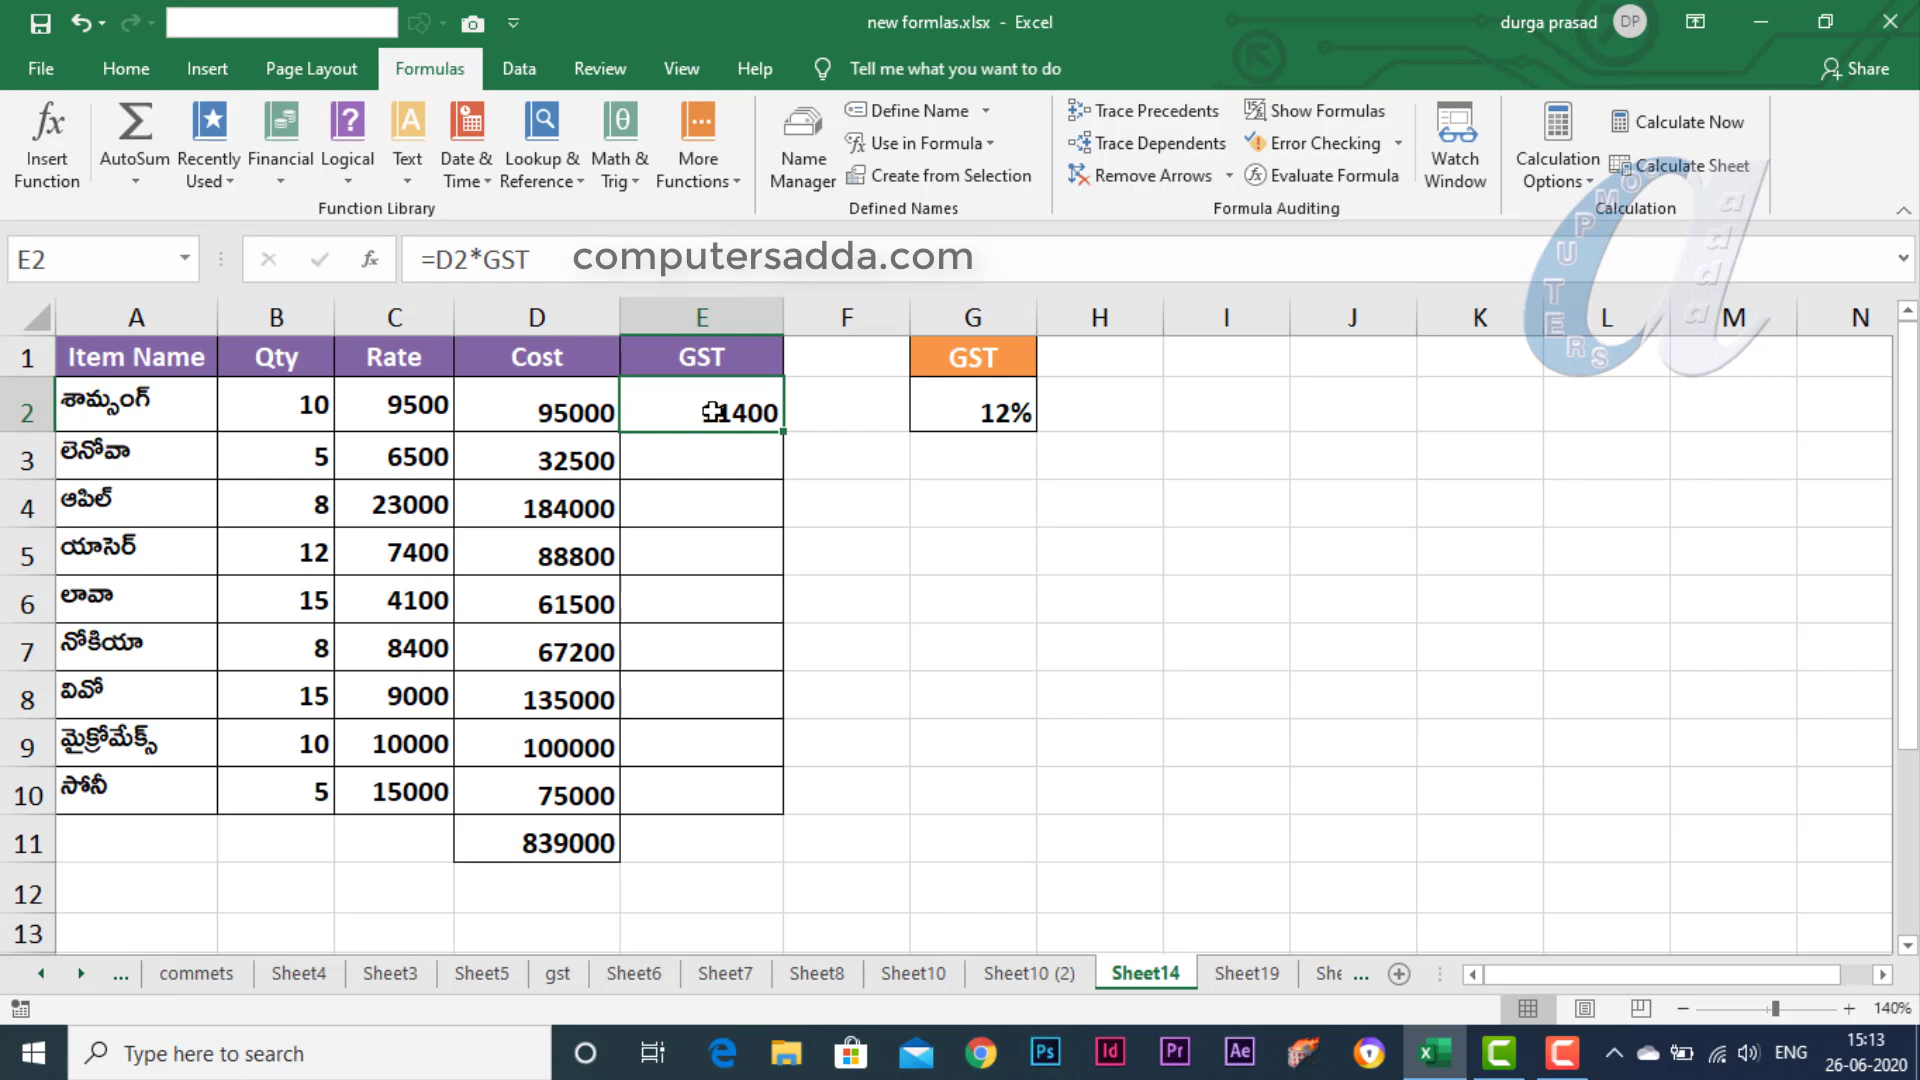 new formlas.xlsx - Excel
durga prasad DP
File Home Insert Page Layout Formulas Data Review View Help Tell me what you want to do Share
Insert Function
AutoSum
Recently Used
Financial
Logical
Text
Date & Time
Lookup & Reference
Math & Trig
More Functions
Function Library
Name Manager
Define Name
Use in Formula
Create from Selection
Defined Names
Trace Precedents
Trace Dependents
Remove Arrows
Show Formulas
Error Checking
Evaluate Formula
Formula Auditing
Watch Window
Calculation Options
Calculate Now
Calculate Sheet
Calculation
E2 fx =D2*GST computersadda.com
COMPUTERS
adda
A B C D E F G H I J K L M N
1 Item Name Qty Rate Cost GST GST
2 శామ్సంగ్ 10 9500 95000 11400 12%
3 లెనోవా 5 6500 32500
4 ఆపిల్ 8 23000 184000
5 యాసెర్ 12 7400 88800
6 లావా 15 4100 61500
7 నోకియా 8 8400 67200
8 వివో 15 9000 135000
9 మైక్రోమేక్స్ 10 10000 100000
10 సోనీ 5 15000 75000
11 839000
12
13
... commets Sheet4 Sheet3 Sheet5 gst Sheet6 Sheet7 Sheet8 Sheet10 Sheet10 (2) Sheet14 Sheet19 She ...
140%
Type here to search
Ps Id Pr Ae
ENG
15:13
26-06-2020